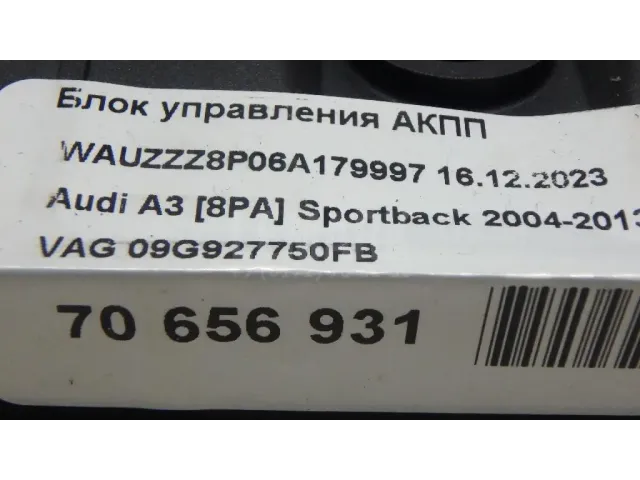 Блок управления АКПП
WAUZZZ8P06A179997 16.12.2023
Audi A3 [8PA] Sportback 2004-2013
VAG 09G927750FB
70 656 931